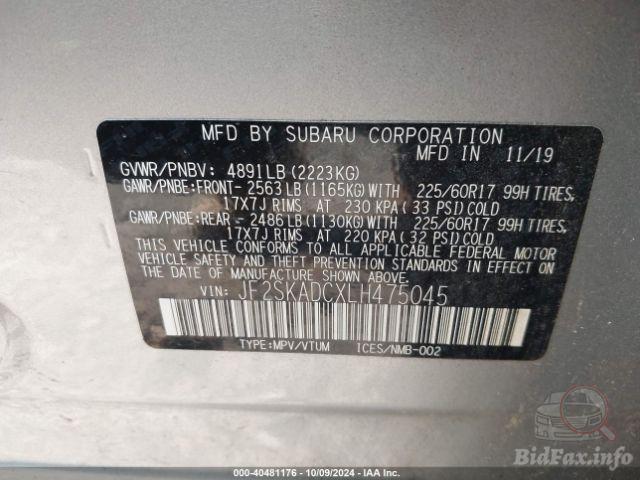 MFD BY SUBARU CORPORATION
MFD IN 11/19
GVWR/PNBV: 4891LB(2223KG)
GAWR/PNBE:FRONT- 2563LB(1165KG)WITH 225/60R17 99H TIRES,
17X7J RIMS AT 230 KPA(33 PSI)COLD
GAWR/PNBE:REAR - 2486LB(1130KG)WITH 225/60R17 99H TIRES,
17X7J RIMS AT 220 KPA(32 PSI)COLD
THIS VEHICLE CONFORMS TO ALL APPLICABLE FEDERAL MOTOR
VEHICLE SAFETY AND THEFT PREVENTION STANDARDS IN EFFECT
ON THE DATE OF MANUFACTURE SHOWN ABOVE.
VIN: JF2SKADCXLH475045
TYPE:MPV/VTUM ICES/NMB-002
BidFax.info
000-40481176 - 10/09/2024 - IAA Inc.